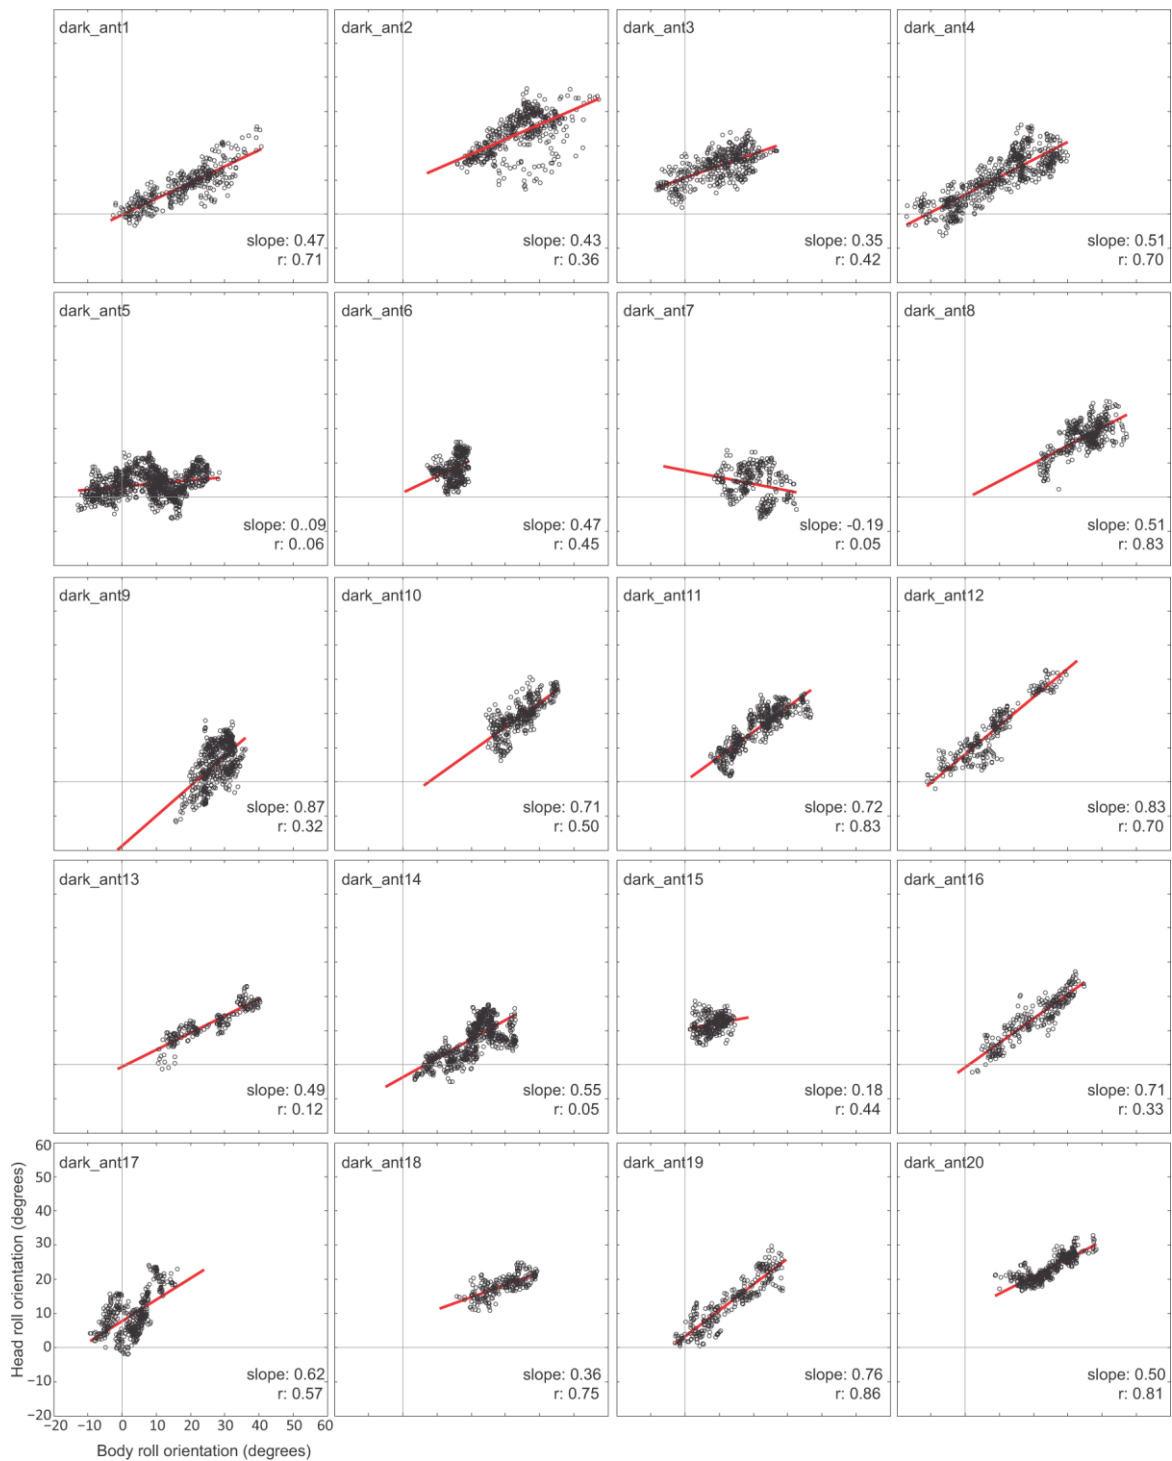 dark_ant1
slope: 0.47
r: 0.71
dark_ant2
slope: 0.43
r: 0.36
dark_ant3
slope: 0.35
r: 0.42
dark_ant4
slope: 0.51
r: 0.70
dark_ant5
slope: 0..09
r: 0..06
dark_ant6
slope: 0.47
r: 0.45
dark_ant7
slope: -0.19
r: 0.05
dark_ant8
slope: 0.51
r: 0.83
dark_ant9
slope: 0.87
r: 0.32
dark_ant10
slope: 0.71
r: 0.50
dark_ant11
slope: 0.72
r: 0.83
dark_ant12
slope: 0.83
r: 0.70
dark_ant13
slope: 0.49
r: 0.12
dark_ant14
slope: 0.55
r: 0.05
dark_ant15
slope: 0.18
r: 0.44
dark_ant16
slope: 0.71
r: 0.33
Head roll orientation (degrees)
60
50
40
30
20
10
0
−10
−20
dark_ant17
slope: 0.62
r: 0.57
−20 −10 0 10 20 30 40 50 60
Body roll orientation (degrees)
dark_ant18
slope: 0.36
r: 0.75
dark_ant19
slope: 0.76
r: 0.86
dark_ant20
slope: 0.50
r: 0.81